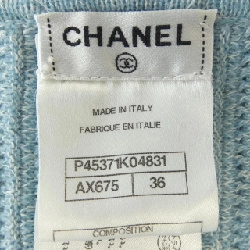 CHANEL
MADE IN ITALY
FABRIQUE EN ITALIE
P45371K04831
AX675 36
COMPOSITION